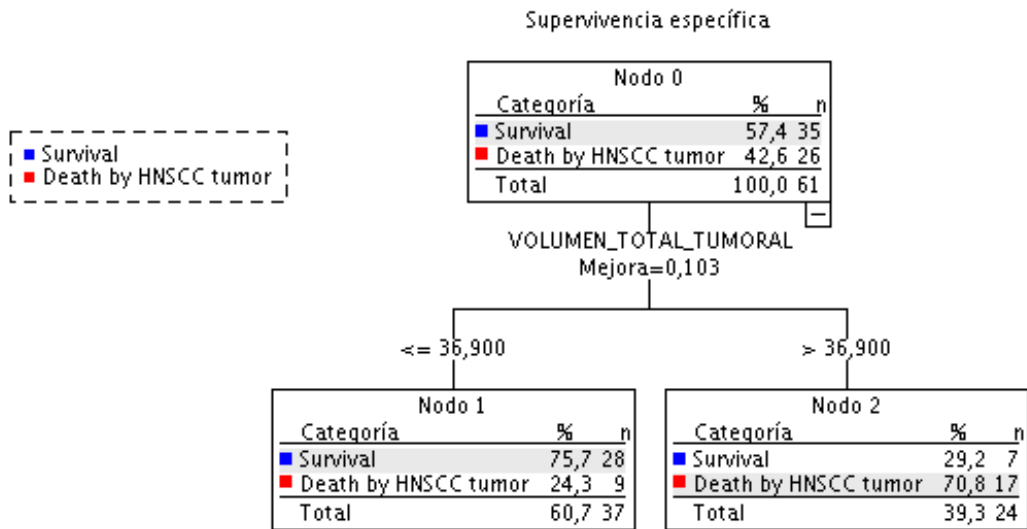 Supervivencia específica
Survival
Death by HNSCC tumor
Nodo 0
Categoría % n
Survival 57,4 35
Death by HNSCC tumor 42,6 26
Total 100,0 61
VOLUMEN_TOTAL_TUMORAL
Mejora=0,103
<= 36,900
> 36,900
Nodo 1
Categoría % n
Survival 75,7 28
Death by HNSCC tumor 24,3 9
Total 60,7 37
Nodo 2
Categoría % n
Survival 29,2 7
Death by HNSCC tumor 70,8 17
Total 39,3 24